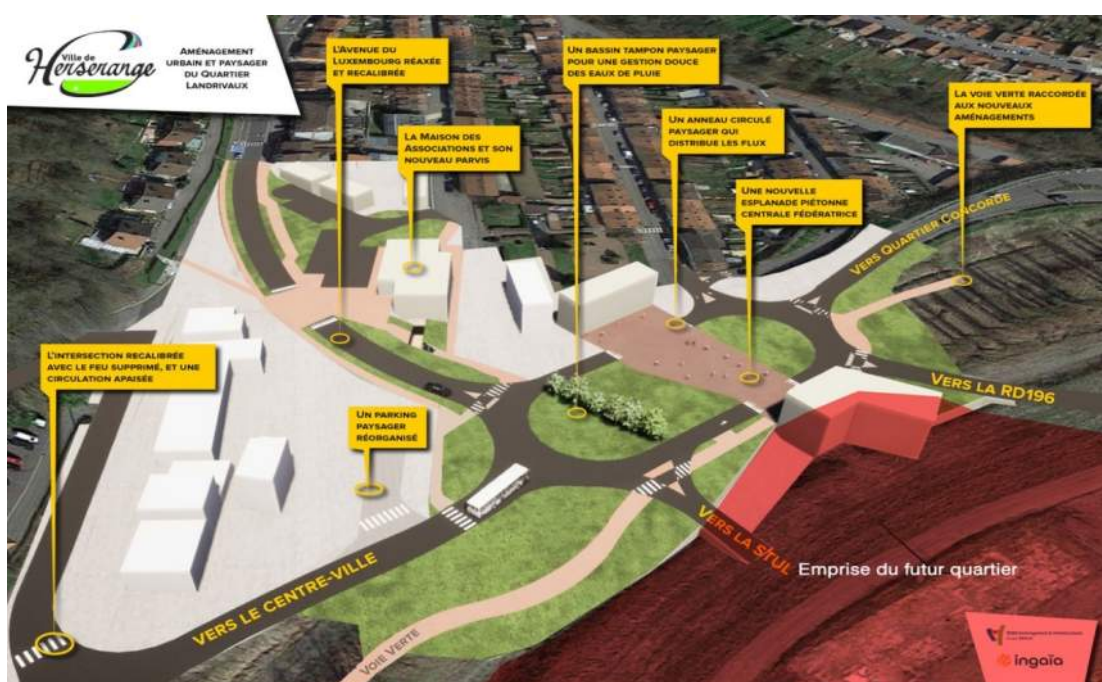 Ville de
Herserange
AMÉNAGEMENT
URBAIN ET PAYSAGER
DU QUARTIER
LANDRIVAUX
L'AVENUE DU
LUXEMBOURG RÉAXÉE
ET RECALIBRÉE
UN BASSIN TAMPON PAYSAGER
POUR UNE GESTION DOUCE
DES EAUX DE PLUIE
LA VOIE VERTE RACCORDÉE
AUX NOUVEAUX
AMÉNAGEMENTS
LA MAISON DES
ASSOCIATIONS ET SON
NOUVEAU PARVIS
UN ANNEAU CIRCULÉ
PAYSAGER QUI
DISTRIBUE LES FLUX
UNE NOUVELLE
ESPLANADE PIÉTONNE
CENTRALE FÉDÉRATRICE
VERS QUARTIER CONCORDE
L'INTERSECTION RECALIBRÉE
AVEC LE FEU SUPPRIMÉ, ET UNE
CIRCULATION APAISÉE
UN PARKING
PAYSAGER
RÉORGANISÉ
VERS LA RD196
VERS LA STUL
Emprise du futur quartier
VERS LE CENTRE-VILLE
VOIE VERTE
ingaïa